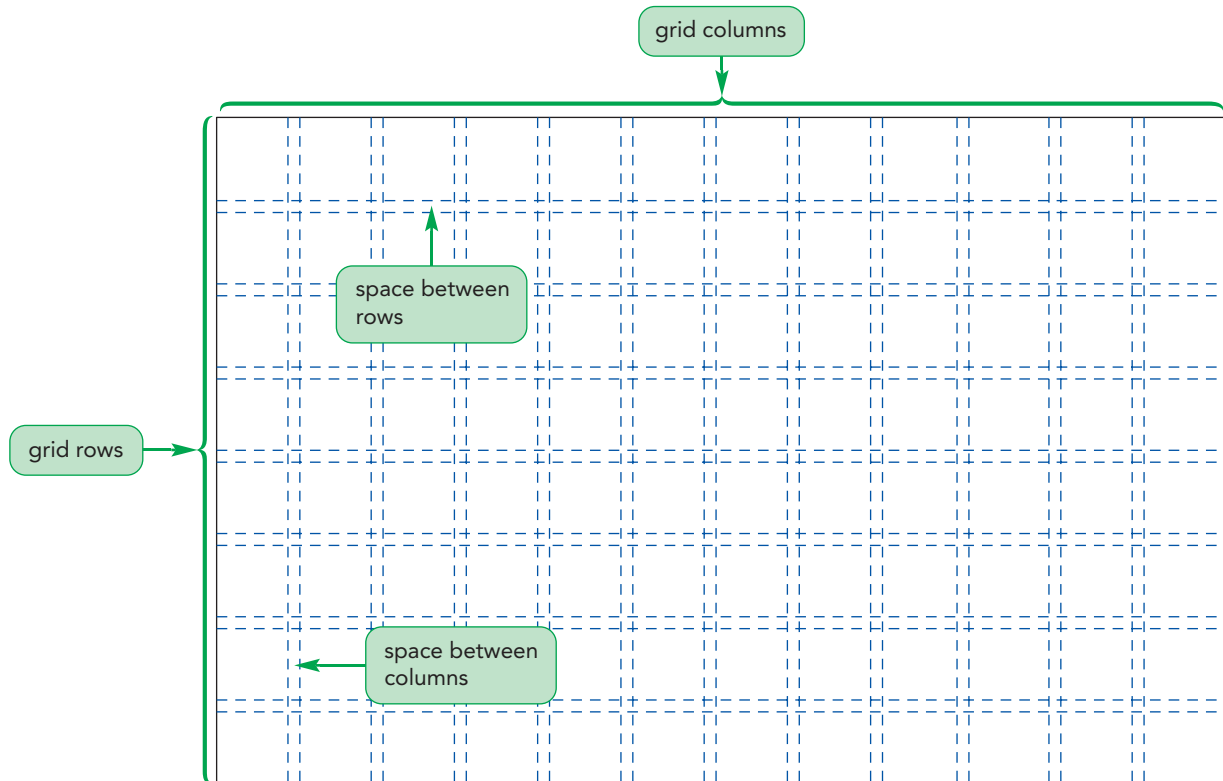 grid columns
space between
rows
grid rows
space between
columns